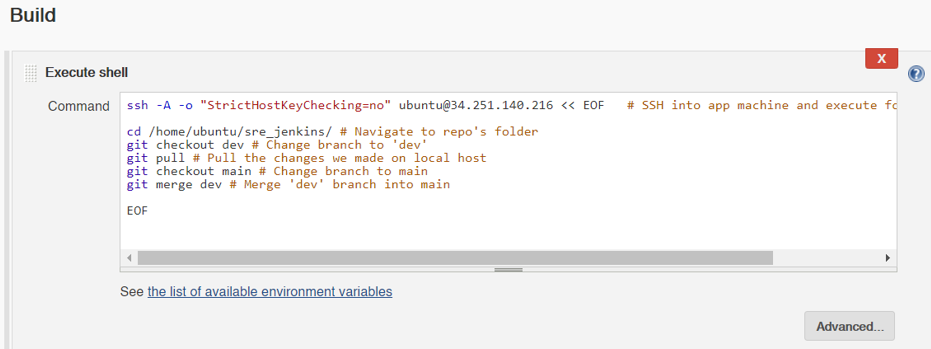 Build
X
Execute shell
?
Command
ssh -A -o "StrictHostKeyChecking=no" ubuntu@34.251.140.216 << EOF   # SSH into app machine and execute
cd /home/ubuntu/sre_jenkins/ # Navigate to repo's folder
git checkout dev # Change branch to 'dev'
git pull # Pull the changes we made on local host
git checkout main # Change branch to main
git merge dev # Merge 'dev' branch into main
EOF
See the list of available environment variables
Advanced...